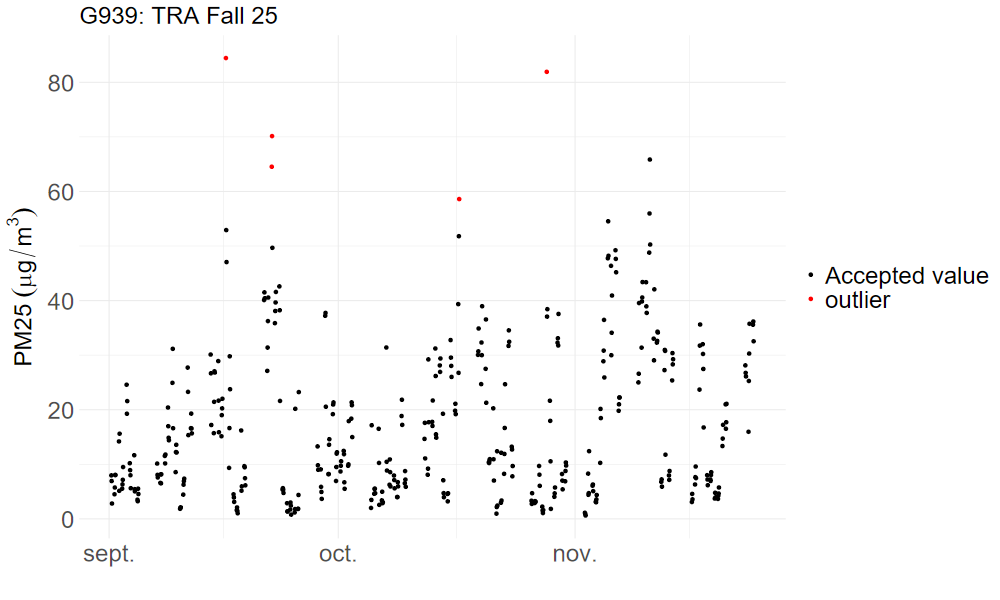 G939: TRA Fall 25
PM25 (μg/m³)
80
60
40
20
0
sept.
oct.
nov.
Accepted value
outlier